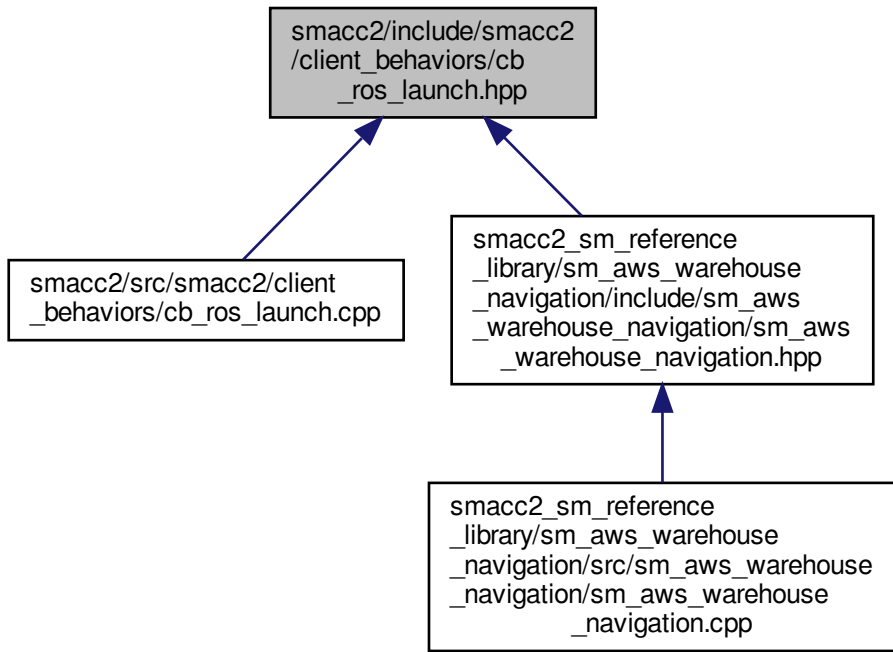 smacc2/include/smacc2
/client_behaviors/cb
_ros_launch.hpp
smacc2/src/smacc2/client
_behaviors/cb_ros_launch.cpp
smacc2_sm_reference
_library/sm_aws_warehouse
_navigation/include/sm_aws
_warehouse_navigation/sm_aws
_warehouse_navigation.hpp
smacc2_sm_reference
_library/sm_aws_warehouse
_navigation/src/sm_aws_warehouse
_navigation/sm_aws_warehouse
_navigation.cpp